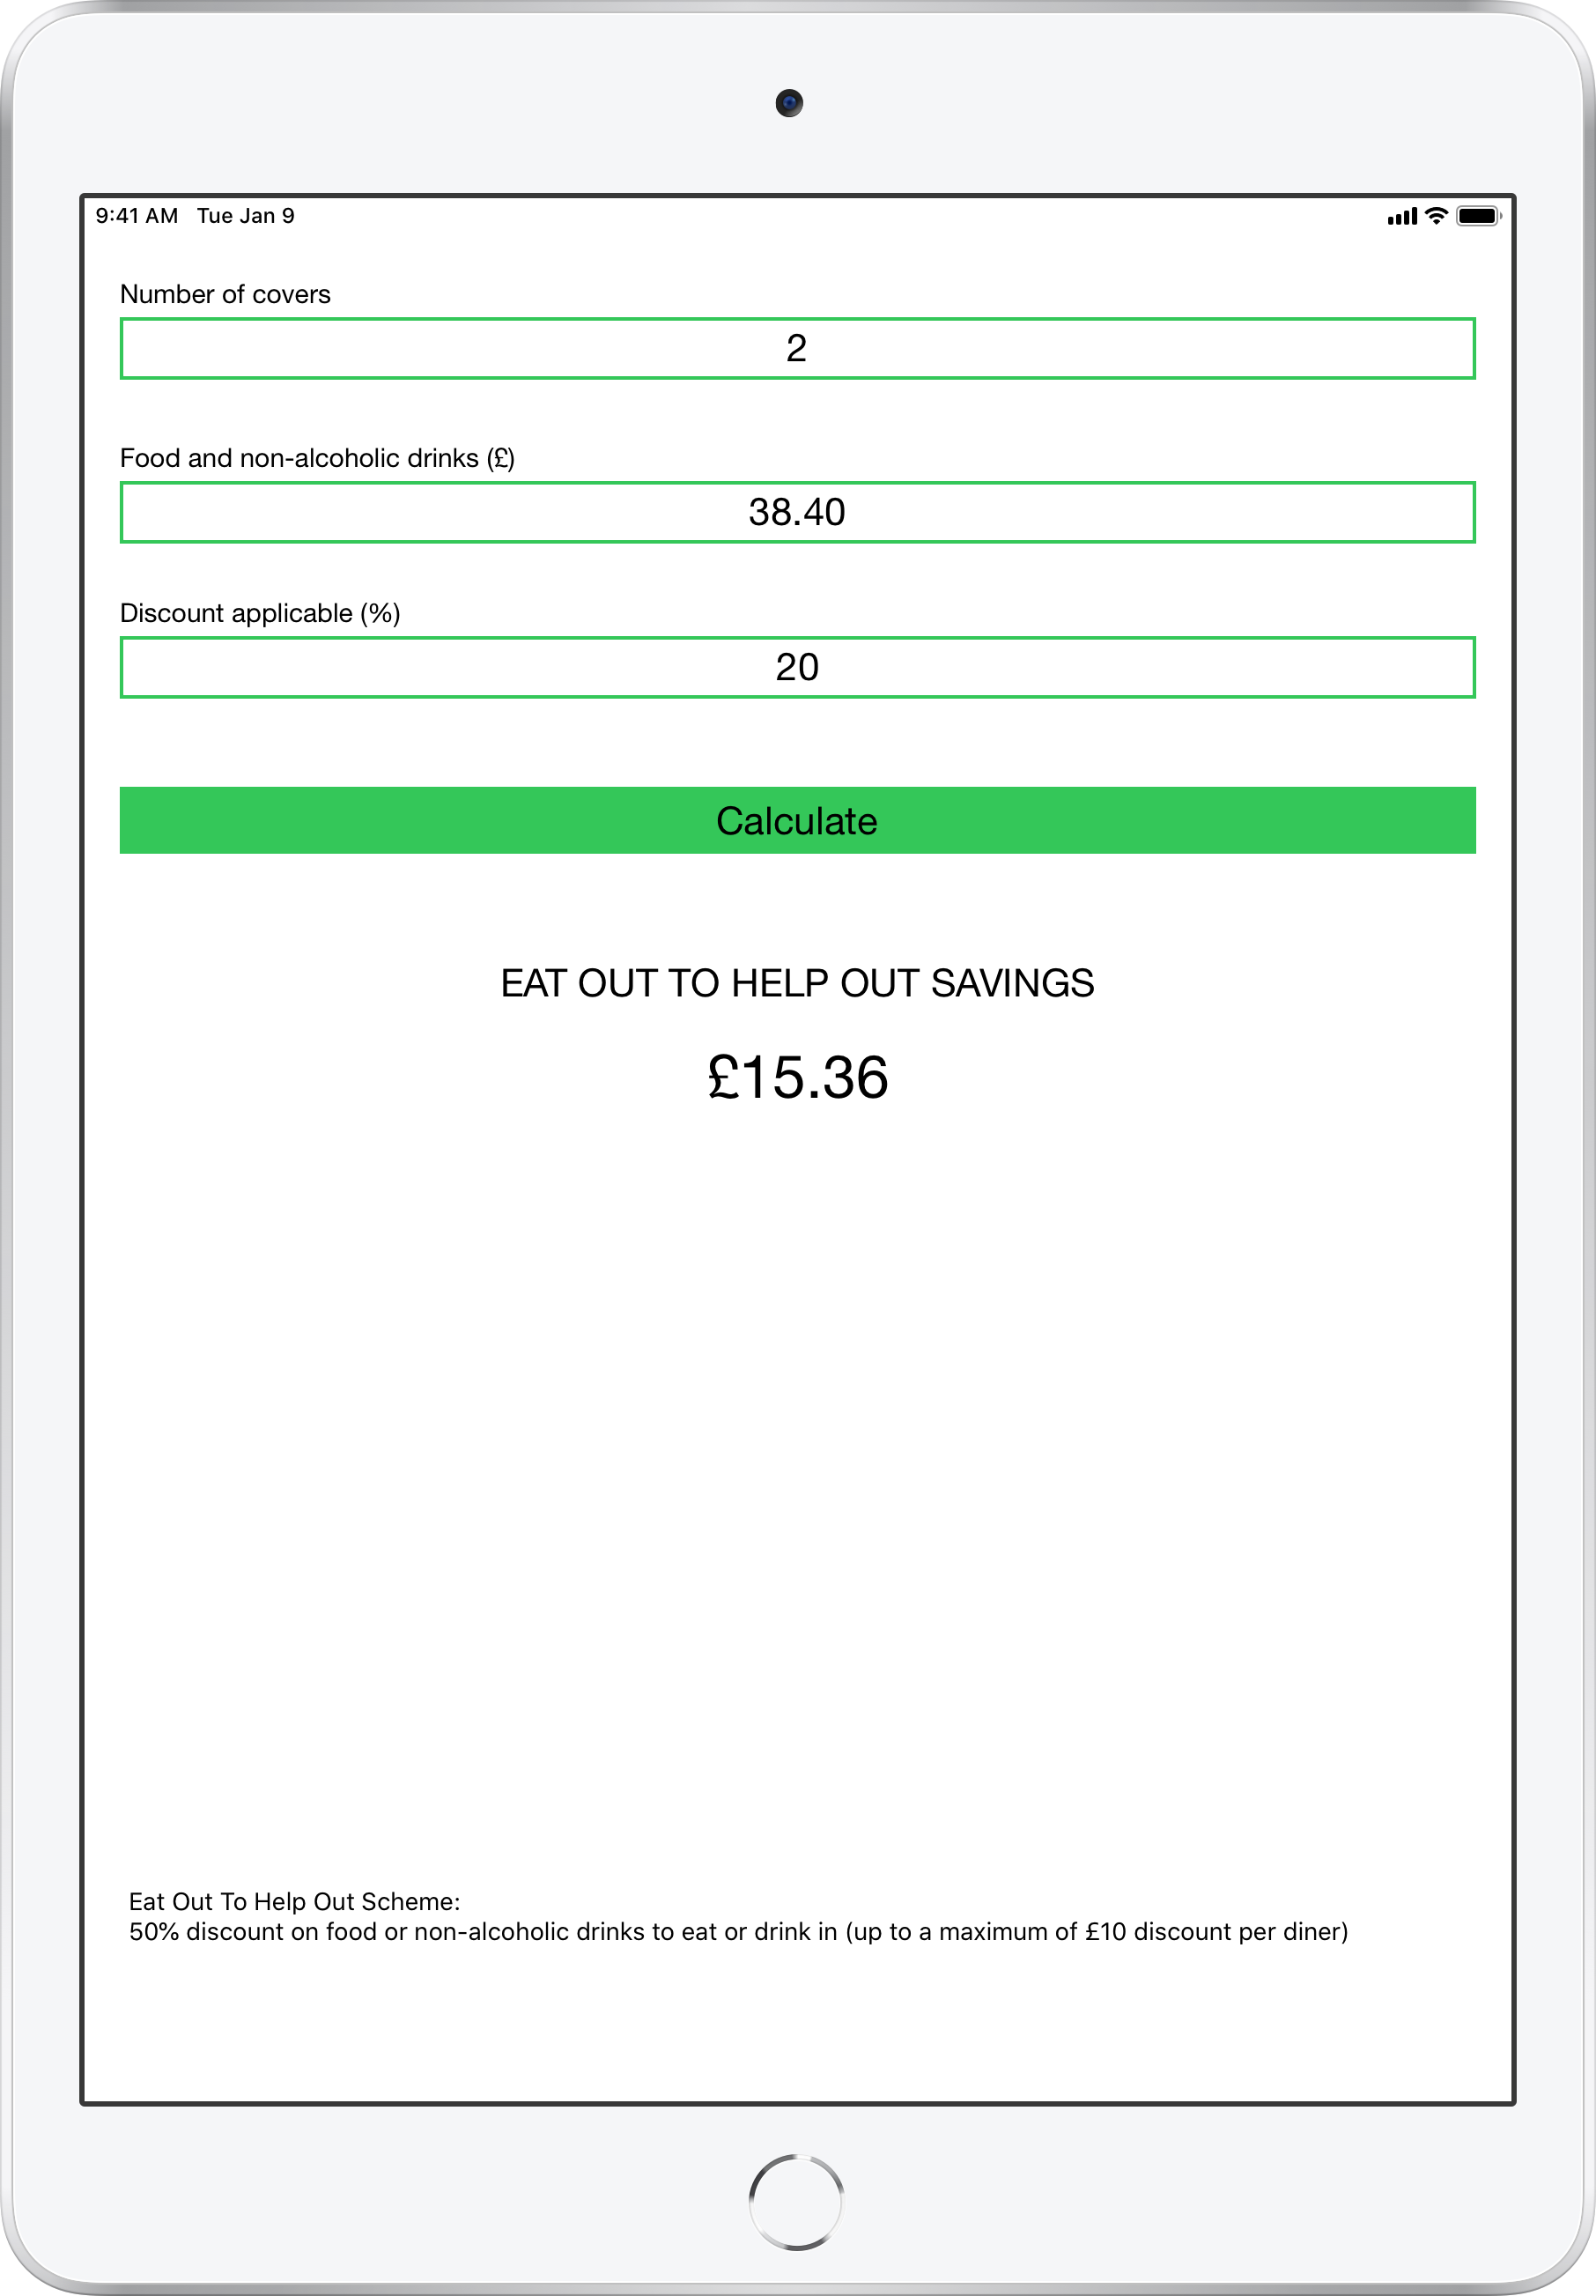 9:41 AM Tue Jan 9
Number of covers
2
Food and non-alcoholic drinks (£)
38.40
Discount applicable (%)
20
Calculate
EAT OUT TO HELP OUT SAVINGS
£15.36
Eat Out To Help Out Scheme:
50% discount on food or non-alcoholic drinks to eat or drink in (up to a maximum of £10 discount per diner)